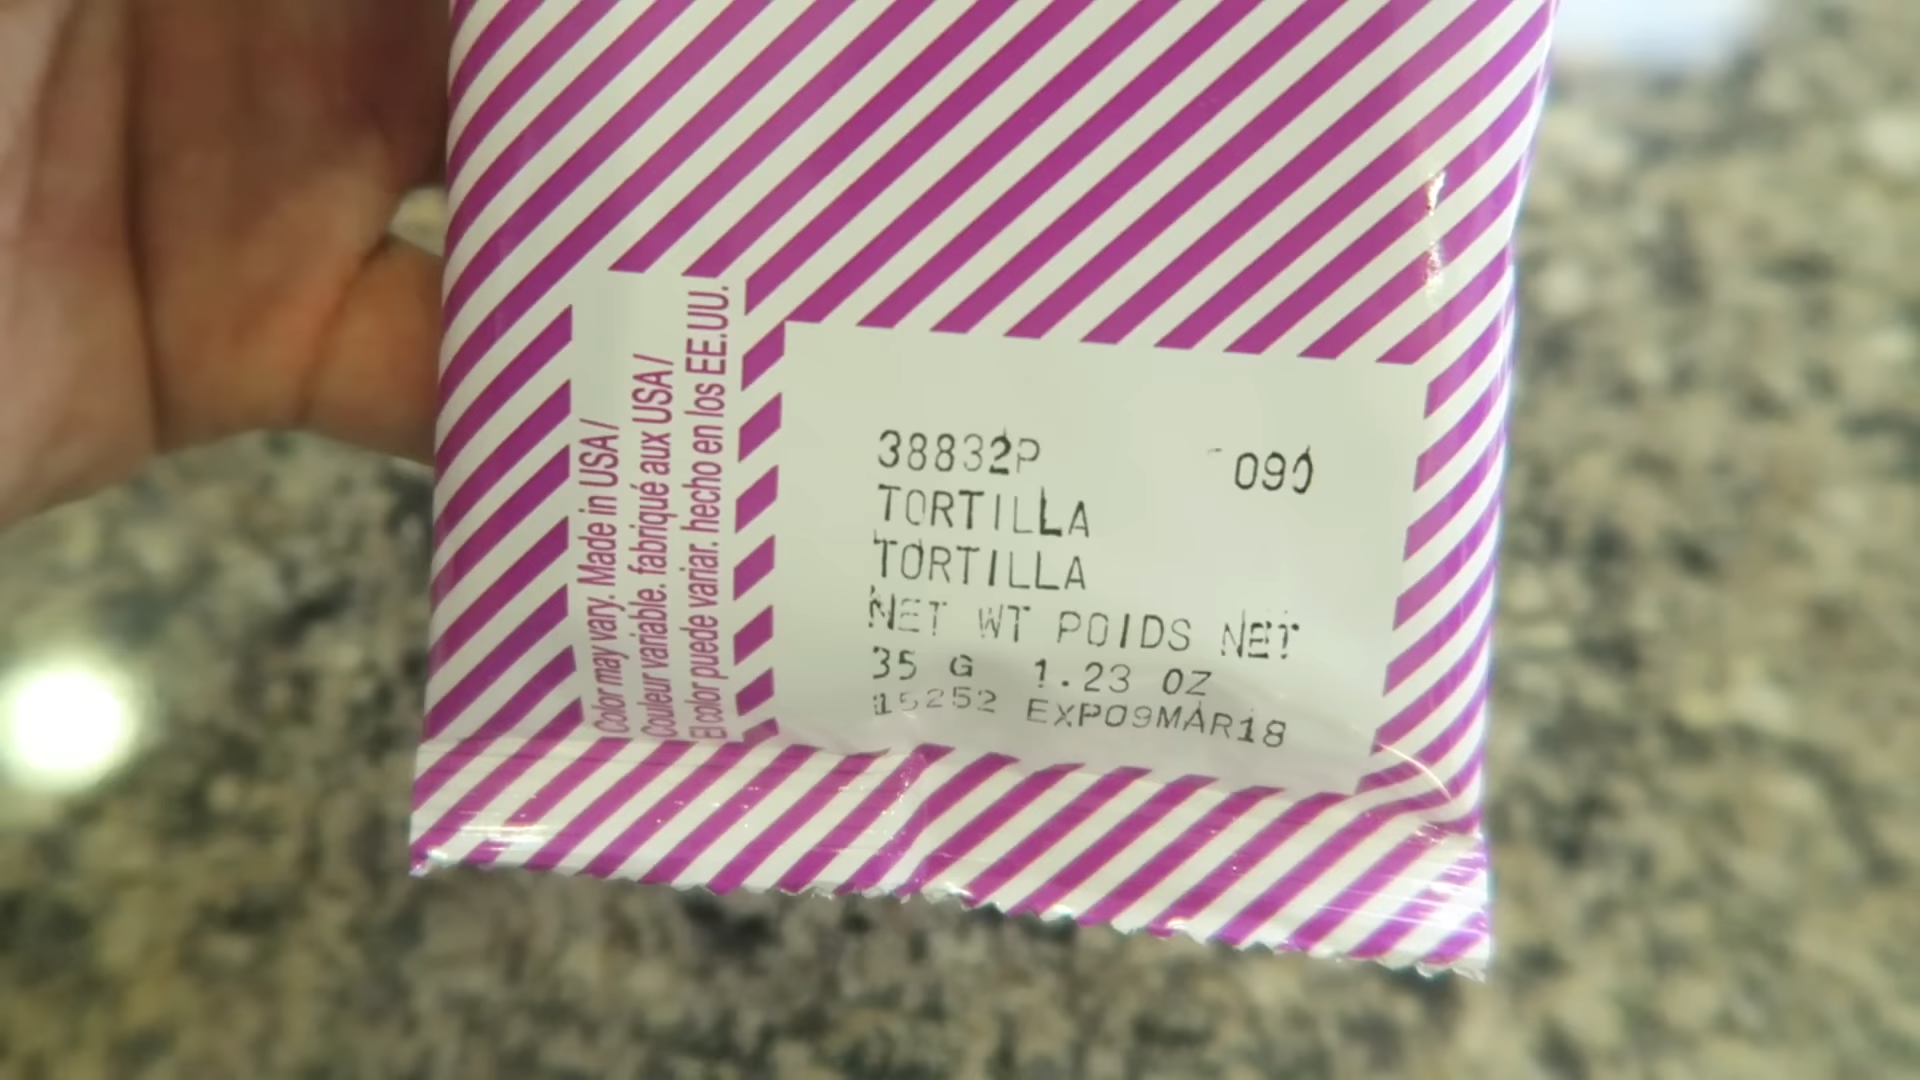 Color may vary. Made in USA/
Couleur variable. fabriqué aux USA/
El color puede variar. hecho en los EE.UU.
38832P 090
TORTILLA
TORTILLA
NET WT POIDS NET
35 G 1.23 OZ
15252 EXP09MAR18